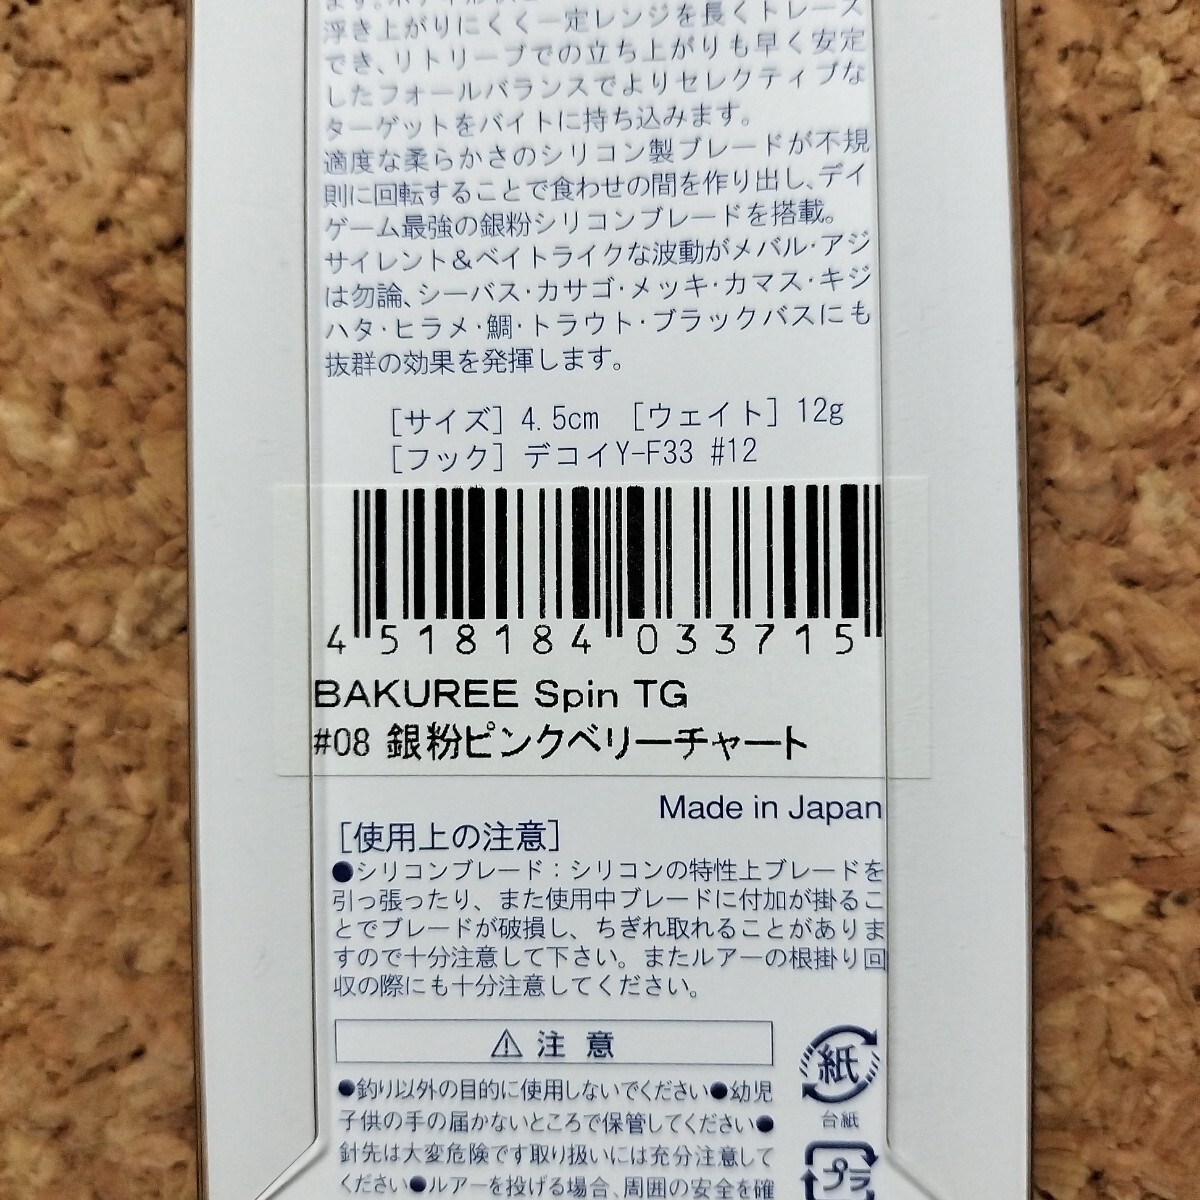 浮き上がりにくく一定レンジを長くトレース
でき、リトリーブでの立ち上がりも早く安定
したフォールバランスでよりセレクティブな
ターゲットをバイトに持ち込みます。
適度な柔らかさのシリコン製ブレードが不規
則に回転することで食わせの間を作り出し、デイ
ゲーム最強の銀粉シリコンブレードを搭載。
サイレント&ベイトライクな波動がメバル・アジ
は勿論、シーバス・カサゴ・メッキ・カマス・キジ
ハタ・ヒラメ・鯛・トラウト・ブラックバスにも
抜群の効果を発揮します。
[サイズ] 4.5cm [ウェイト] 12g
[フック] デコイY-F33 #12
4 518184 033715
BAKUREE Spin TG
#08 銀粉ピンクベリーチャート
Made in Japan
[使用上の注意]
●シリコンブレード：シリコンの特性上ブレードを
引っ張ったり、また使用中ブレードに付加が掛るこ
とでブレードが破損し、ちぎれ取れることがありま
すので十分注意して下さい。またルアーの根掛り回
収の際にも十分注意してください。
⚠ 注 意
●釣り以外の目的に使用しないでください●幼児
子供の手の届かないところで保管してください●
針先は大変危険です取り扱いには充分注意して
ください●ルアーを投げる場合、周囲の安全を確
紙
台紙
プラ